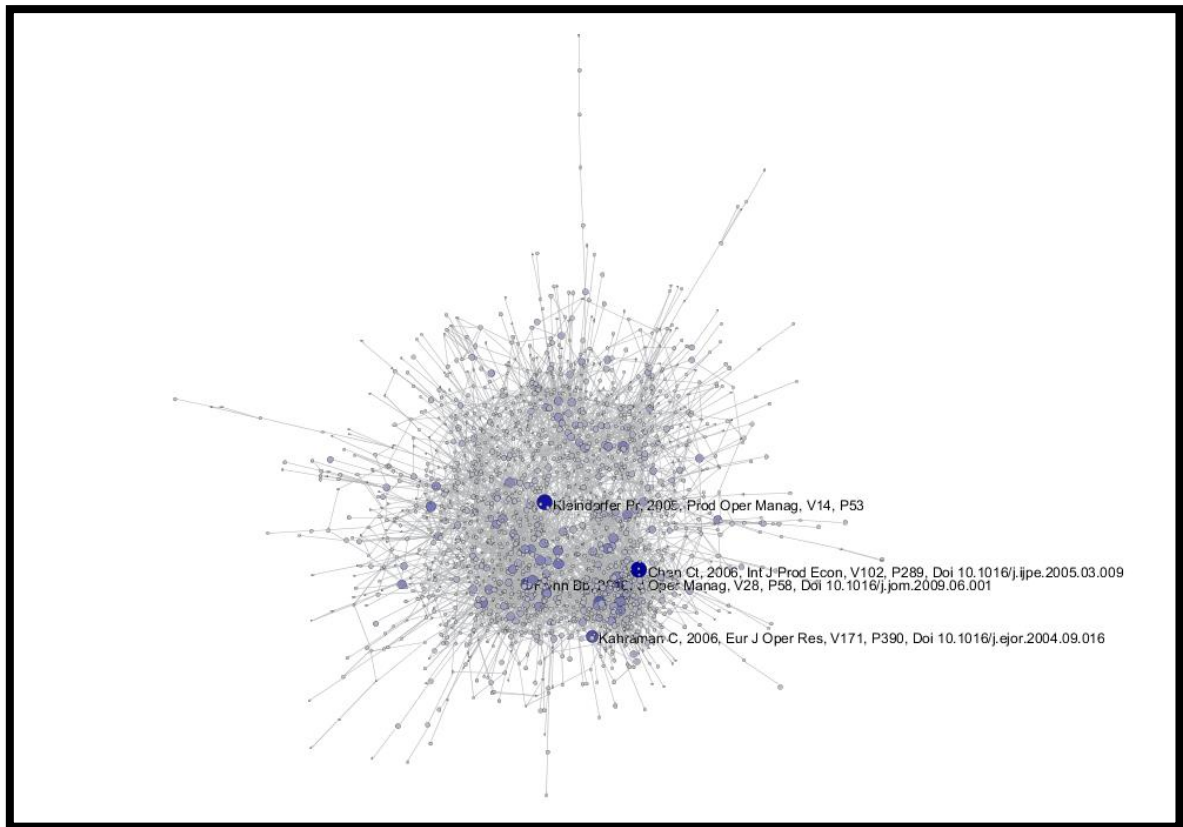 Kleindorfer Pr, 2005, Prod Oper Manag, V14, P53
Chen Ct, 2006, Int J Prod Econ, V102, P289, Doi 10.1016/j.ijpe.2005.03.009
Oper Manag, V28, P58, Doi 10.1016/j.jom.2009.06.001
Kahraman C, 2006, Eur J Oper Res, V171, P390, Doi 10.1016/j.ejor.2004.09.016